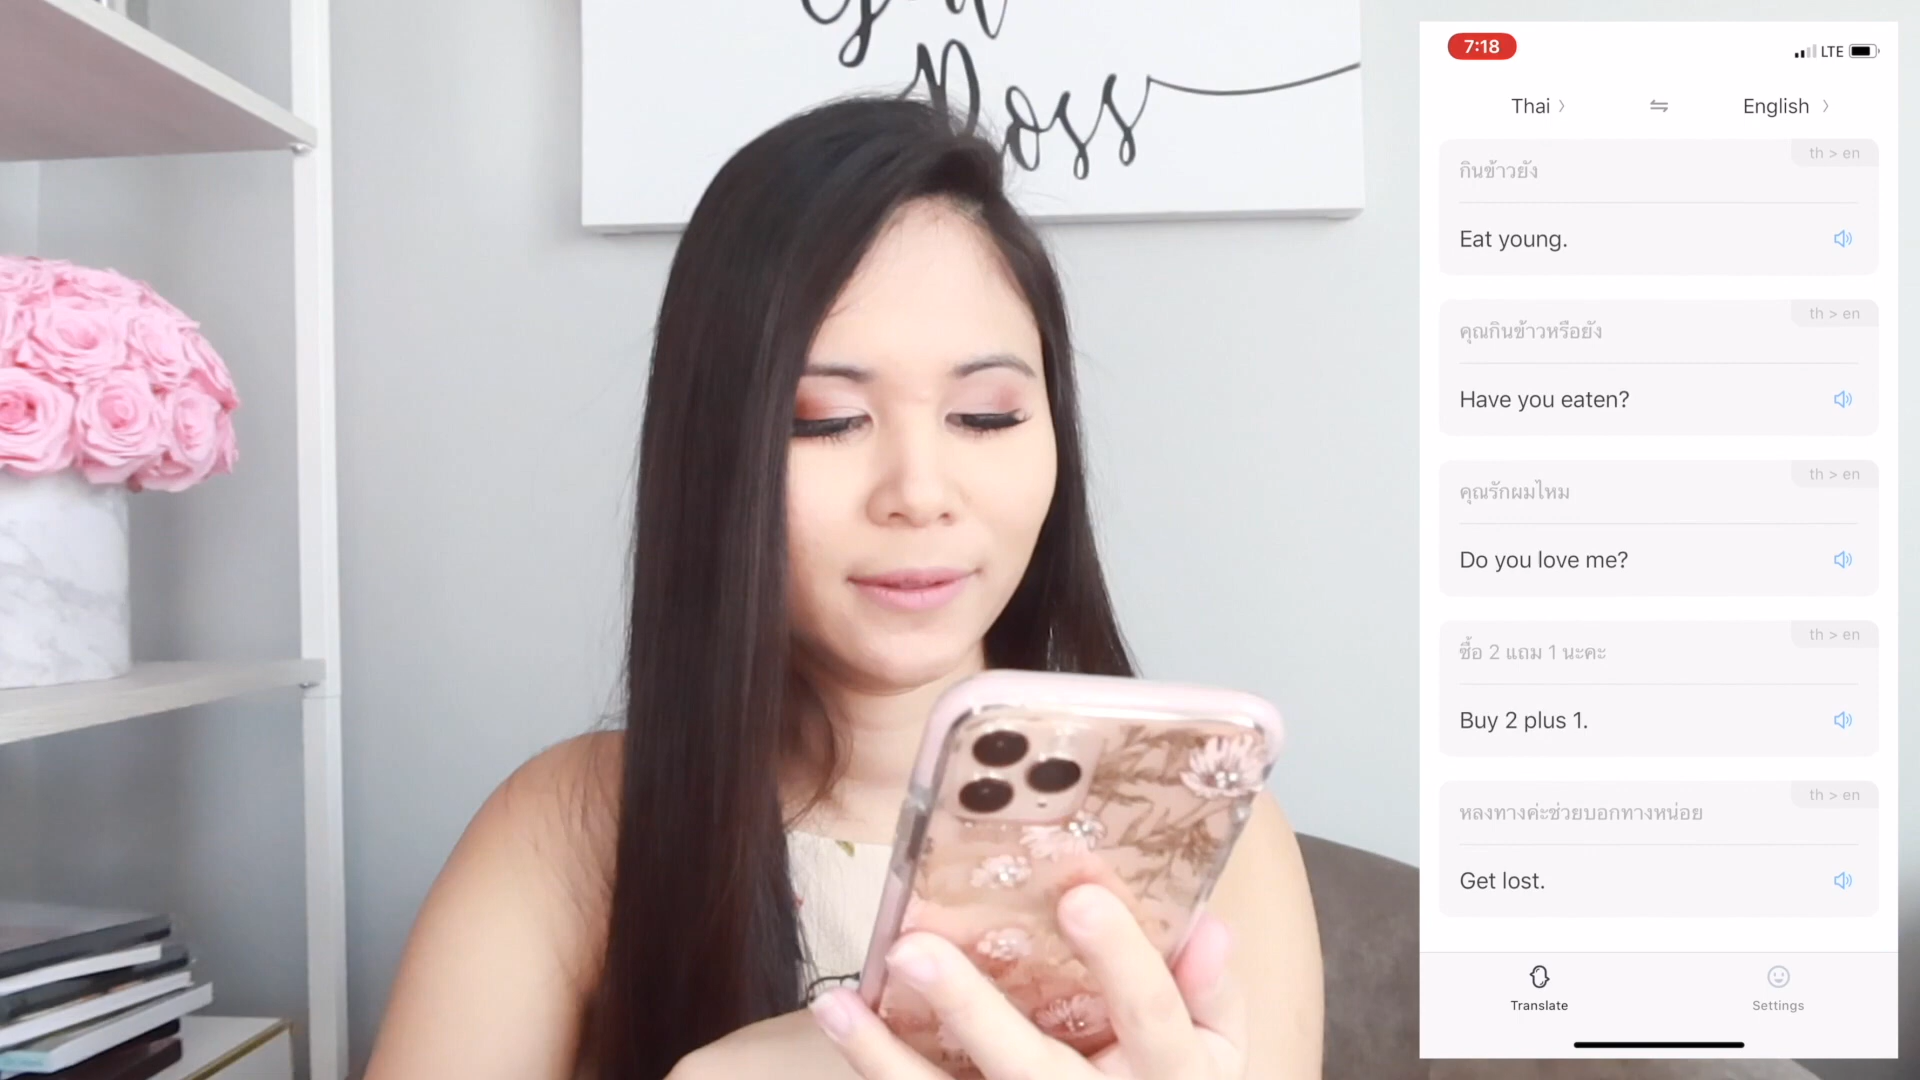 Girl
Boss
7:18
LTE
Thai
English
th > en
กินข้าวยัง
Eat young.
th > en
คุณกินข้าวหรือยัง
Have you eaten?
th > en
คุณรักผมไหม
Do you love me?
th > en
ซื้อ 2 แถม 1 นะคะ
Buy 2 plus 1.
th > en
หลงทางค่ะช่วยบอกทางหน่อย
Get lost.
Translate
Settings